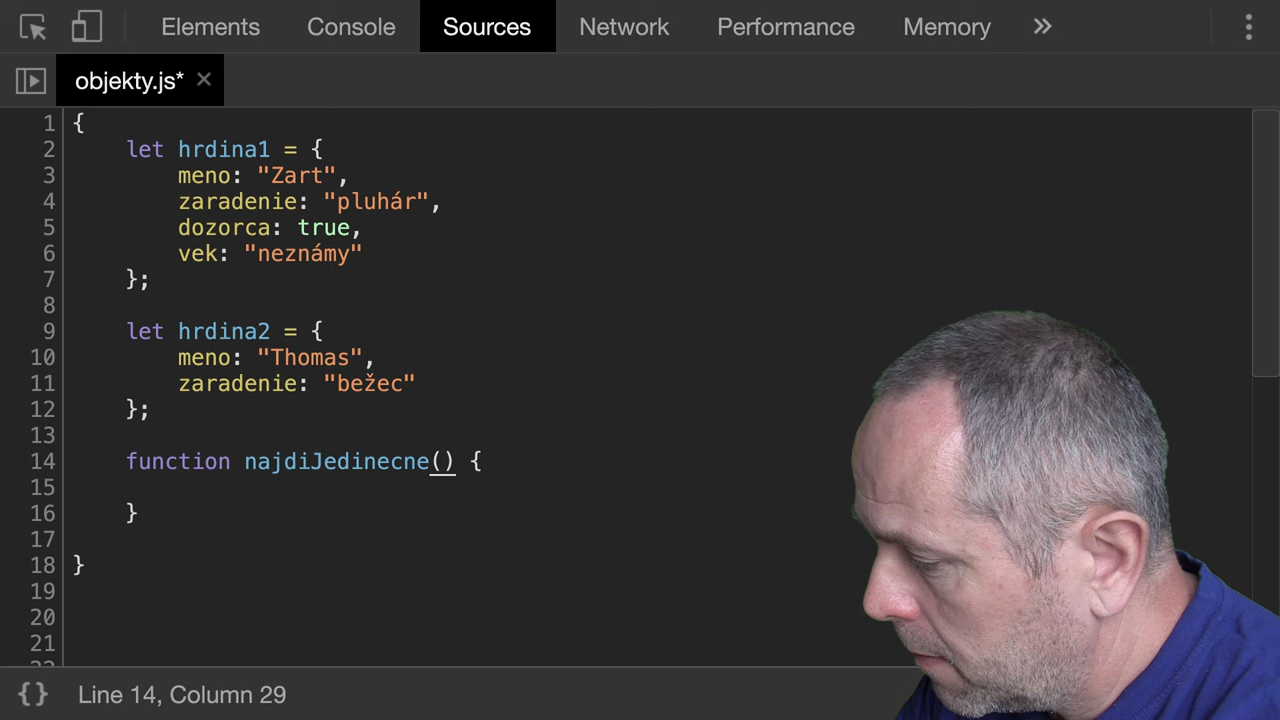 Elements Console Sources Network Performance Memory
objekty.js* ×
1 {
2 let hrdina1 = {
3 meno: "Zart",
4 zaradenie: "pluhár",
5 dozorca: true,
6 vek: "neznámy"
7 };
8
9 let hrdina2 = {
10 meno: "Thomas",
11 zaradenie: "bežec"
12 };
13
14 function najdiJedinecne() {
15
16 }
17
18 }
19
20
21
{} Line 14, Column 29